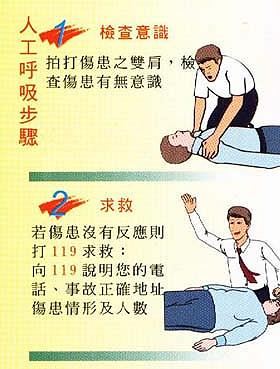 人工呼吸步驟
1 檢查意識
拍打傷患之雙肩，檢
查傷患有無意識
2 求救
若傷患沒有反應則
打119求救：
向119說明您的電
話、事故正確地址
傷患情形及人數